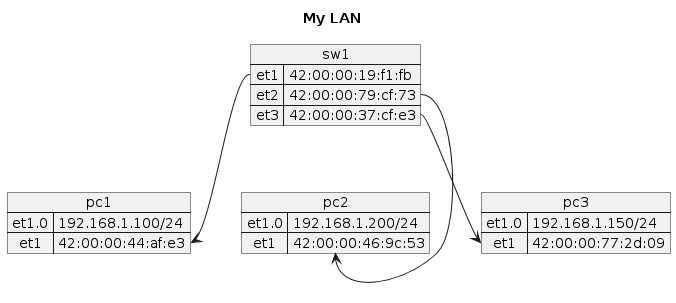 My LAN
sw1
et1 42:00:00:19:f1:fb
et2 42:00:00:79:cf:73
et3 42:00:00:37:cf:e3
pc1
et1.0 192.168.1.100/24
et1 42:00:00:44:af:e3
pc2
et1.0 192.168.1.200/24
et1 42:00:00:46:9c:53
pc3
et1.0 192.168.1.150/24
et1 42:00:00:77:2d:09